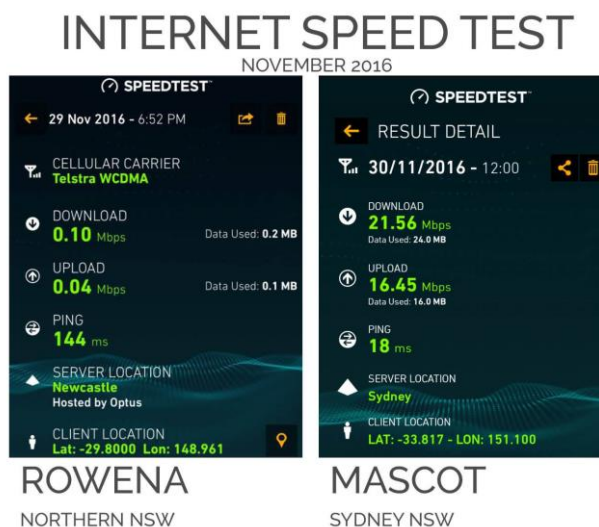 INTERNET SPEED TEST
NOVEMBER 2016
SPEEDTEST
29 Nov 2016 - 6:52 PM
CELLULAR CARRIER
Telstra WCDMA
DOWNLOAD
0.10 Mbps Data Used: 0.2 MB
UPLOAD
0.04 Mbps Data Used: 0.1 MB
PING
144 ms
SERVER LOCATION
Newcastle
Hosted by Optus
CLIENT LOCATION
Lat: -29.8000 Lon: 148.961
ROWENA
NORTHERN NSW
SPEEDTEST
RESULT DETAIL
30/11/2016 - 12:00
DOWNLOAD
21.56 Mbps
Data Used: 24.0 MB
UPLOAD
16.45 Mbps
Data Used: 16.0 MB
PING
18 ms
SERVER LOCATION
Sydney
CLIENT LOCATION
LAT: -33.817 - LON: 151.100
MASCOT
SYDNEY NSW